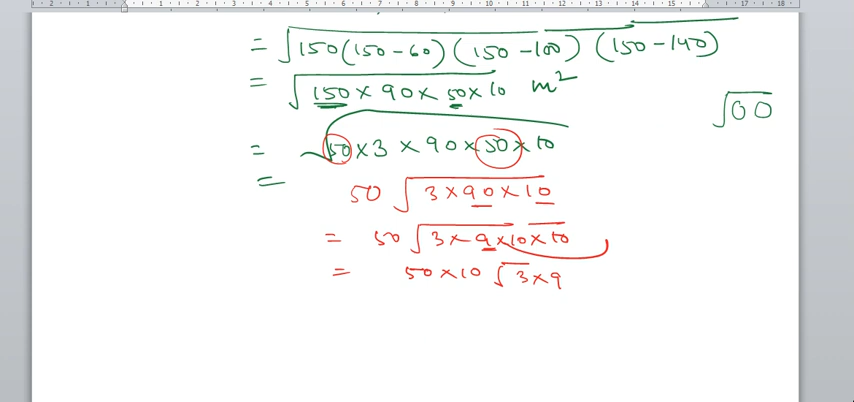 = √150(150-60) (150-100) (150-140)
= √150×90×50×10 m²
√00
= √50×3×90×50×10
=
50 √3×90×10
= 50 √3×9×10×10
= 50×10 √3×9